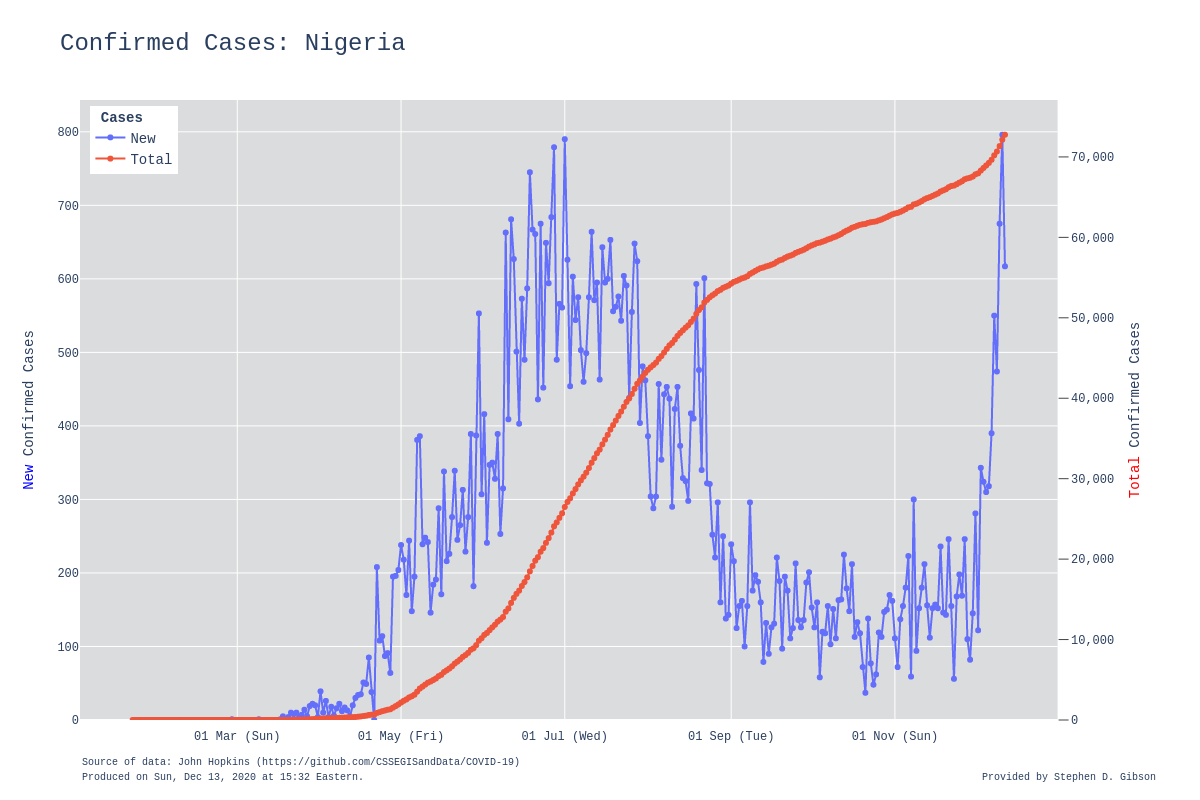 Confirmed Cases: Nigeria
Cases
New
Total
800
700
600
500
400
300
200
100
0
New Confirmed Cases
70,000
60,000
50,000
40,000
30,000
20,000
10,000
0
Total Confirmed Cases
01 Mar (Sun)
01 May (Fri)
01 Jul (Wed)
01 Sep (Tue)
01 Nov (Sun)
Source of data: John Hopkins (https://github.com/CSSEGISandData/COVID-19)
Produced on Sun, Dec 13, 2020 at 15:32 Eastern.
Provided by Stephen D. Gibson